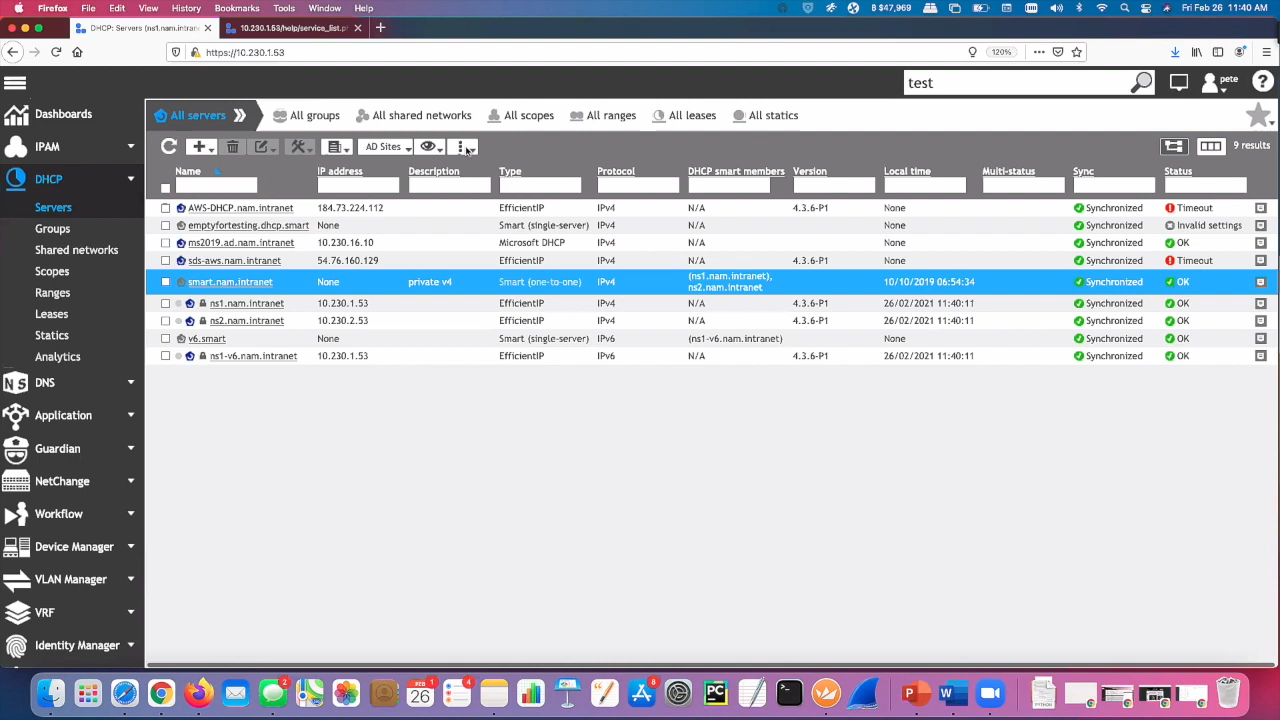 Firefox File Edit View History Bookmarks Tools Window Help $47,969 Fri Feb 26 11:40 AM
DHCP: Servers (ns1.nam.intrane 10.230.1.53/help/service_list.p
https://10.230.1.53 120%
test pete
Dashboards
IPAM
DHCP
Servers
Groups
Shared networks
Scopes
Ranges
Leases
Statics
Analytics
DNS
Application
Guardian
NetChange
Workflow
Device Manager
VLAN Manager
VRF
Identity Manager
All servers All groups All shared networks All scopes All ranges All leases All statics
AD Sites 9 results
Name IP address Description Type Protocol DHCP smart members Version Local time Multi-status Sync Status
AWS-DHCP.nam.intranet 184.73.224.112 EfficientIP IPv4 N/A 4.3.6-P1 None Synchronized Timeout
emptyfortesting.dhcp.smart None Smart (single-server) IPv4 N/A None Synchronized Invalid settings
ms2019.ad.nam.intranet 10.230.16.10 Microsoft DHCP IPv4 N/A None Synchronized OK
sds-aws.nam.intranet 54.76.160.129 EfficientIP IPv4 N/A 4.3.6-P1 None Synchronized Timeout
smart.nam.intranet None private v4 Smart (one-to-one) IPv4 (ns1.nam.intranet), 10/10/2019 06:54:34 Synchronized OK
ns2.nam.intranet
ns1.nam.intranet 10.230.1.53 EfficientIP IPv4 N/A 4.3.6-P1 26/02/2021 11:40:11 Synchronized OK
ns2.nam.intranet 10.230.2.53 EfficientIP IPv4 N/A 4.3.6-P1 26/02/2021 11:40:11 Synchronized OK
v6.smart None Smart (single-server) IPv6 (ns1-v6.nam.intranet) None Synchronized OK
ns1-v6.nam.intranet 10.230.1.53 EfficientIP IPv6 N/A 4.3.6-P1 26/02/2021 11:40:11 Synchronized OK